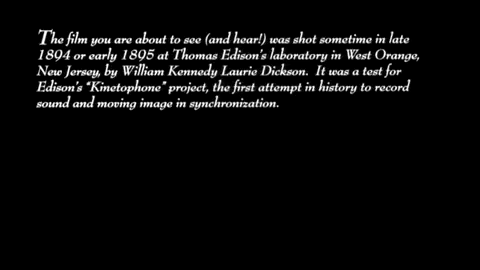 The film you are about to see (and hear!) was shot sometime in late
1894 or early 1895 at Thomas Edison's laboratory in West Orange,
New Jersey, by William Kennedy Laurie Dickson.  It was a test for
Edison's "Kinetophone" project, the first attempt in history to record
sound and moving image in synchronization.